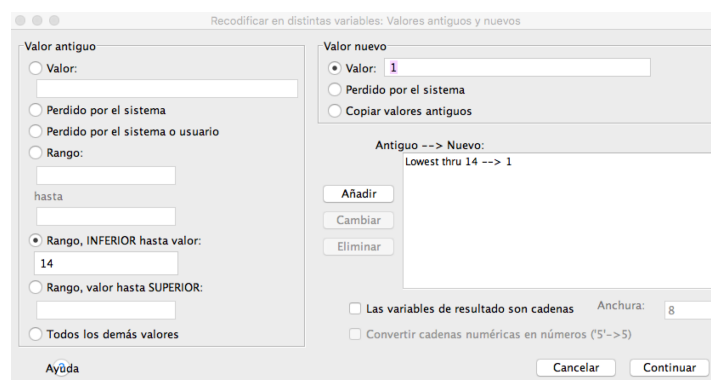 Recodificar en distintas variables: Valores antiguos y nuevos
Valor antiguo
Valor:
Perdido por el sistema
Perdido por el sistema o usuario
Rango:
hasta
Rango, INFERIOR hasta valor:
14
Rango, valor hasta SUPERIOR:
Todos los demás valores
Valor nuevo
Valor: 1
Perdido por el sistema
Copiar valores antiguos
Antiguo --> Nuevo:
Lowest thru 14 --> 1
Añadir
Cambiar
Eliminar
Las variables de resultado son cadenas Anchura: 8
Convertir cadenas numéricas en números ('5'->5)
Ayuda
Cancelar Continuar